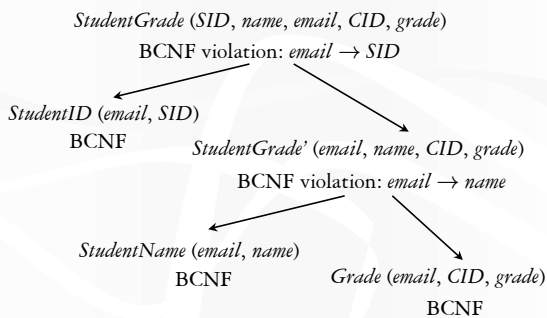 StudentGrade (SID, name, email, CID, grade)
BCNF violation: email → SID
StudentID (email, SID)
BCNF
StudentGrade’ (email, name, CID, grade)
BCNF violation: email → name
StudentName (email, name)
BCNF
Grade (email, CID, grade)
BCNF